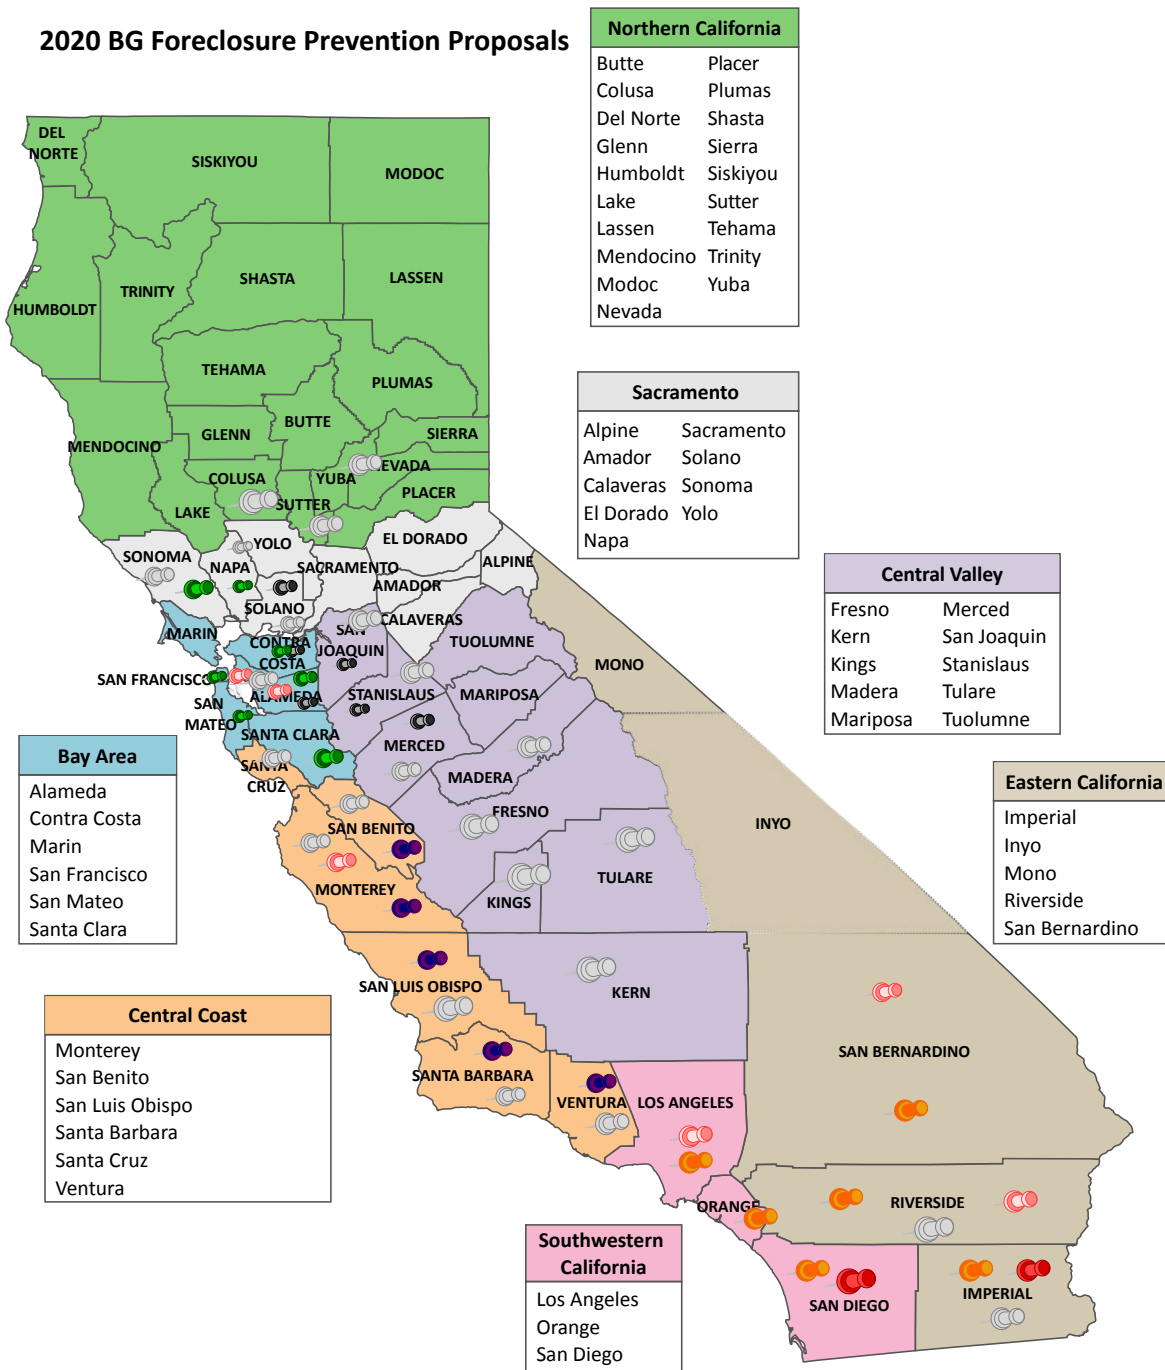 2020 BG Foreclosure Prevention Proposals
Northern California
Butte Placer
Colusa Plumas
Del Norte Shasta
Glenn Sierra
Humboldt Siskiyou
Lake Sutter
Lassen Tehama
Mendocino Trinity
Modoc Yuba
Nevada
DEL
NORTE
SISKIYOU
MODOC
HUMBOLDT
TRINITY
SHASTA
LASSEN
TEHAMA
PLUMAS
BUTTE
GLENN
SIERRA
MENDOCINO
COLUSA
YUBA
EVADA
PLACER
LAKE
SUTTER
Sacramento
Alpine Sacramento
Amador Solano
Calaveras Sonoma
El Dorado Yolo
Napa
SONOMA
YOLO
EL DORADO
NAPA
SACRAMENTO
ALPINE
AMADOR
SOLANO
CALAVERAS
MARIN
CONTRA
COSTA
SAN
JOAQUIN
TUOLUMNE
MONO
SAN FRANCISCO
ALAMEDA
STANISLAUS
MARIPOSA
SAN
MATEO
SANTA CLARA
MERCED
SANTA
CRUZ
MADERA
FRESNO
INYO
SAN BENITO
MONTEREY
KINGS
TULARE
SAN LUIS OBISPO
KERN
SAN BERNARDINO
SANTA BARBARA
VENTURA
LOS ANGELES
ORANGE
RIVERSIDE
SAN DIEGO
IMPERIAL
Central Valley
Fresno Merced
Kern San Joaquin
Kings Stanislaus
Madera Tulare
Mariposa Tuolumne
Bay Area
Alameda
Contra Costa
Marin
San Francisco
San Mateo
Santa Clara
Eastern California
Imperial
Inyo
Mono
Riverside
San Bernardino
Central Coast
Monterey
San Benito
San Luis Obispo
Santa Barbara
Santa Cruz
Ventura
Southwestern
California
Los Angeles
Orange
San Diego